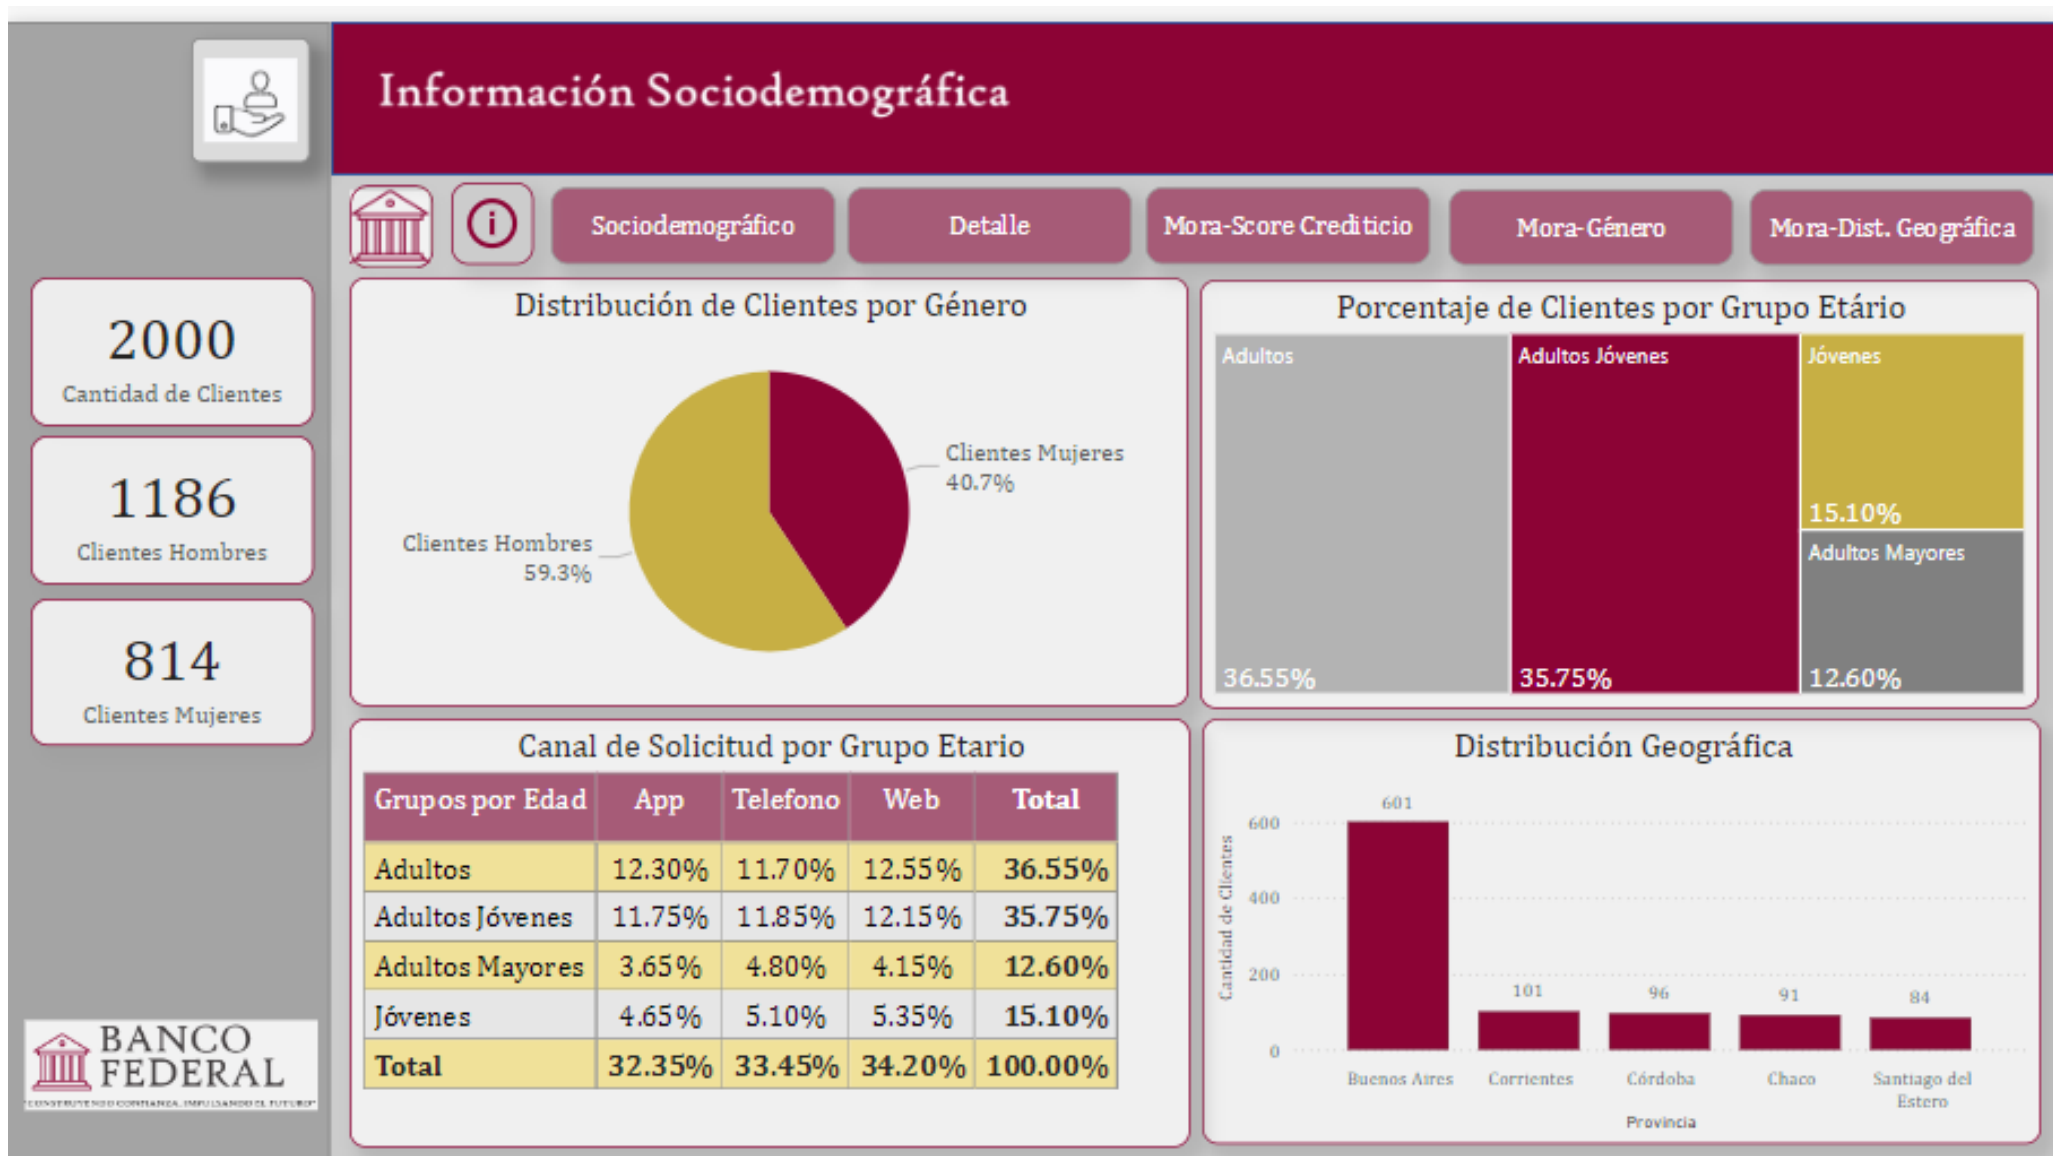 Información Sociodemográfica
Sociodemográfico
Detalle
Mora-Score Crediticio
Mora-Género
Mora-Dist. Geográfica
2000
Cantidad de Clientes
1186
Clientes Hombres
814
Clientes Mujeres
Distribución de Clientes por Género
Clientes Mujeres
40.7%
Clientes Hombres
59.3%
Porcentaje de Clientes por Grupo Etário
Adultos
36.55%
Adultos Jóvenes
35.75%
Jóvenes
15.10%
Adultos Mayores
12.60%
Canal de Solicitud por Grupo Etario
Grupos por Edad App Telefono Web Total
Adultos 12.30% 11.70% 12.55% 36.55%
Adultos Jóvenes 11.75% 11.85% 12.15% 35.75%
Adultos Mayores 3.65% 4.80% 4.15% 12.60%
Jóvenes 4.65% 5.10% 5.35% 15.10%
Total 32.35% 33.45% 34.20% 100.00%
Distribución Geográfica
Cantidad de Clientes
600
400
200
0
601
101
96
91
84
Buenos Aires
Corrientes
Córdoba
Chaco
Santiago del
Estero
Provincia
BANCO
FEDERAL
"CONSTRUYENDO CONFIANZA, IMPULSANDO EL FUTURO"